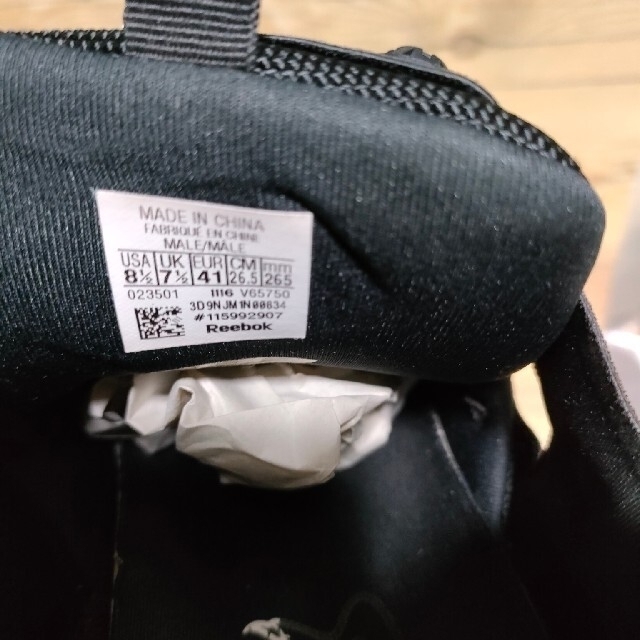 MADE IN CHINA
FABRIQUE EN CHINE
MALE/MALE
USA UK EUR CM mm
8½ 7½ 41 26.5 265
023501 1116 V65750
3D9NJM1N00634
#115992907
Reebok